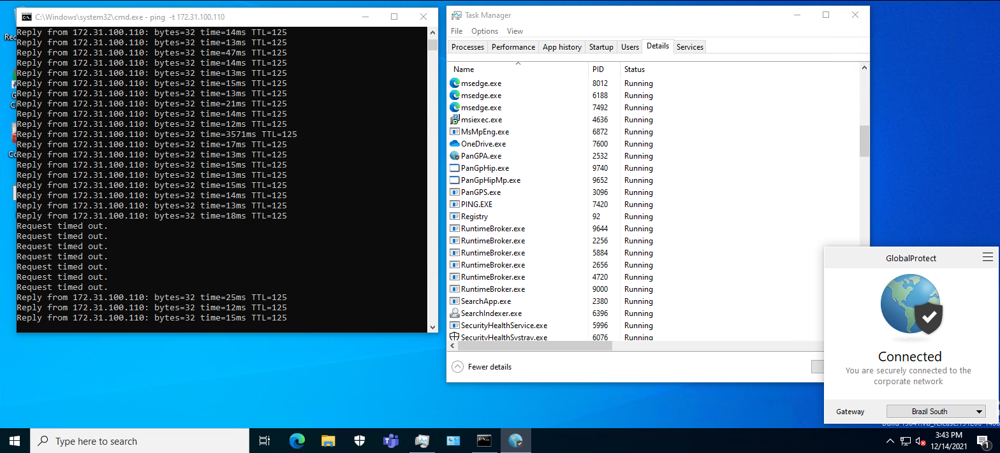 C:\Windows\system32\cmd.exe - ping -t 172.31.100.110
Reply from 172.31.100.110: bytes=32 time=14ms TTL=125
Reply from 172.31.100.110: bytes=32 time=13ms TTL=125
Reply from 172.31.100.110: bytes=32 time=47ms TTL=125
Reply from 172.31.100.110: bytes=32 time=14ms TTL=125
Reply from 172.31.100.110: bytes=32 time=13ms TTL=125
Reply from 172.31.100.110: bytes=32 time=15ms TTL=125
Reply from 172.31.100.110: bytes=32 time=13ms TTL=125
Reply from 172.31.100.110: bytes=32 time=21ms TTL=125
Reply from 172.31.100.110: bytes=32 time=14ms TTL=125
Reply from 172.31.100.110: bytes=32 time=12ms TTL=125
Reply from 172.31.100.110: bytes=32 time=3571ms TTL=125
Reply from 172.31.100.110: bytes=32 time=17ms TTL=125
Reply from 172.31.100.110: bytes=32 time=13ms TTL=125
Reply from 172.31.100.110: bytes=32 time=15ms TTL=125
Reply from 172.31.100.110: bytes=32 time=13ms TTL=125
Reply from 172.31.100.110: bytes=32 time=15ms TTL=125
Reply from 172.31.100.110: bytes=32 time=14ms TTL=125
Reply from 172.31.100.110: bytes=32 time=13ms TTL=125
Reply from 172.31.100.110: bytes=32 time=18ms TTL=125
Request timed out.
Request timed out.
Request timed out.
Request timed out.
Request timed out.
Request timed out.
Request timed out.
Reply from 172.31.100.110: bytes=32 time=25ms TTL=125
Reply from 172.31.100.110: bytes=32 time=12ms TTL=125
Reply from 172.31.100.110: bytes=32 time=15ms TTL=125
Task Manager
File Options View
Processes Performance App history Startup Users Details Services
Name PID Status
msedge.exe 8012 Running
msedge.exe 6188 Running
msedge.exe 7492 Running
msiexec.exe 4636 Running
MsMpEng.exe 6872 Running
OneDrive.exe 7600 Running
PanGPA.exe 2532 Running
PanGpHip.exe 9740 Running
PanGpHipMp.exe 9652 Running
PanGPS.exe 3096 Running
PING.EXE 7420 Running
Registry 92 Running
RuntimeBroker.exe 9644 Running
RuntimeBroker.exe 2256 Running
RuntimeBroker.exe 5884 Running
RuntimeBroker.exe 2656 Running
RuntimeBroker.exe 4720 Running
RuntimeBroker.exe 9000 Running
SearchApp.exe 2380 Running
SearchIndexer.exe 6396 Running
SecurityHealthService.exe 5996 Running
SecurityHealthSystray.exe 6076 Running
Fewer details
GlobalProtect
Connected
You are securely connected to the
corporate network
Gateway Brazil South
Type here to search
3:43 PM
12/14/2021
1